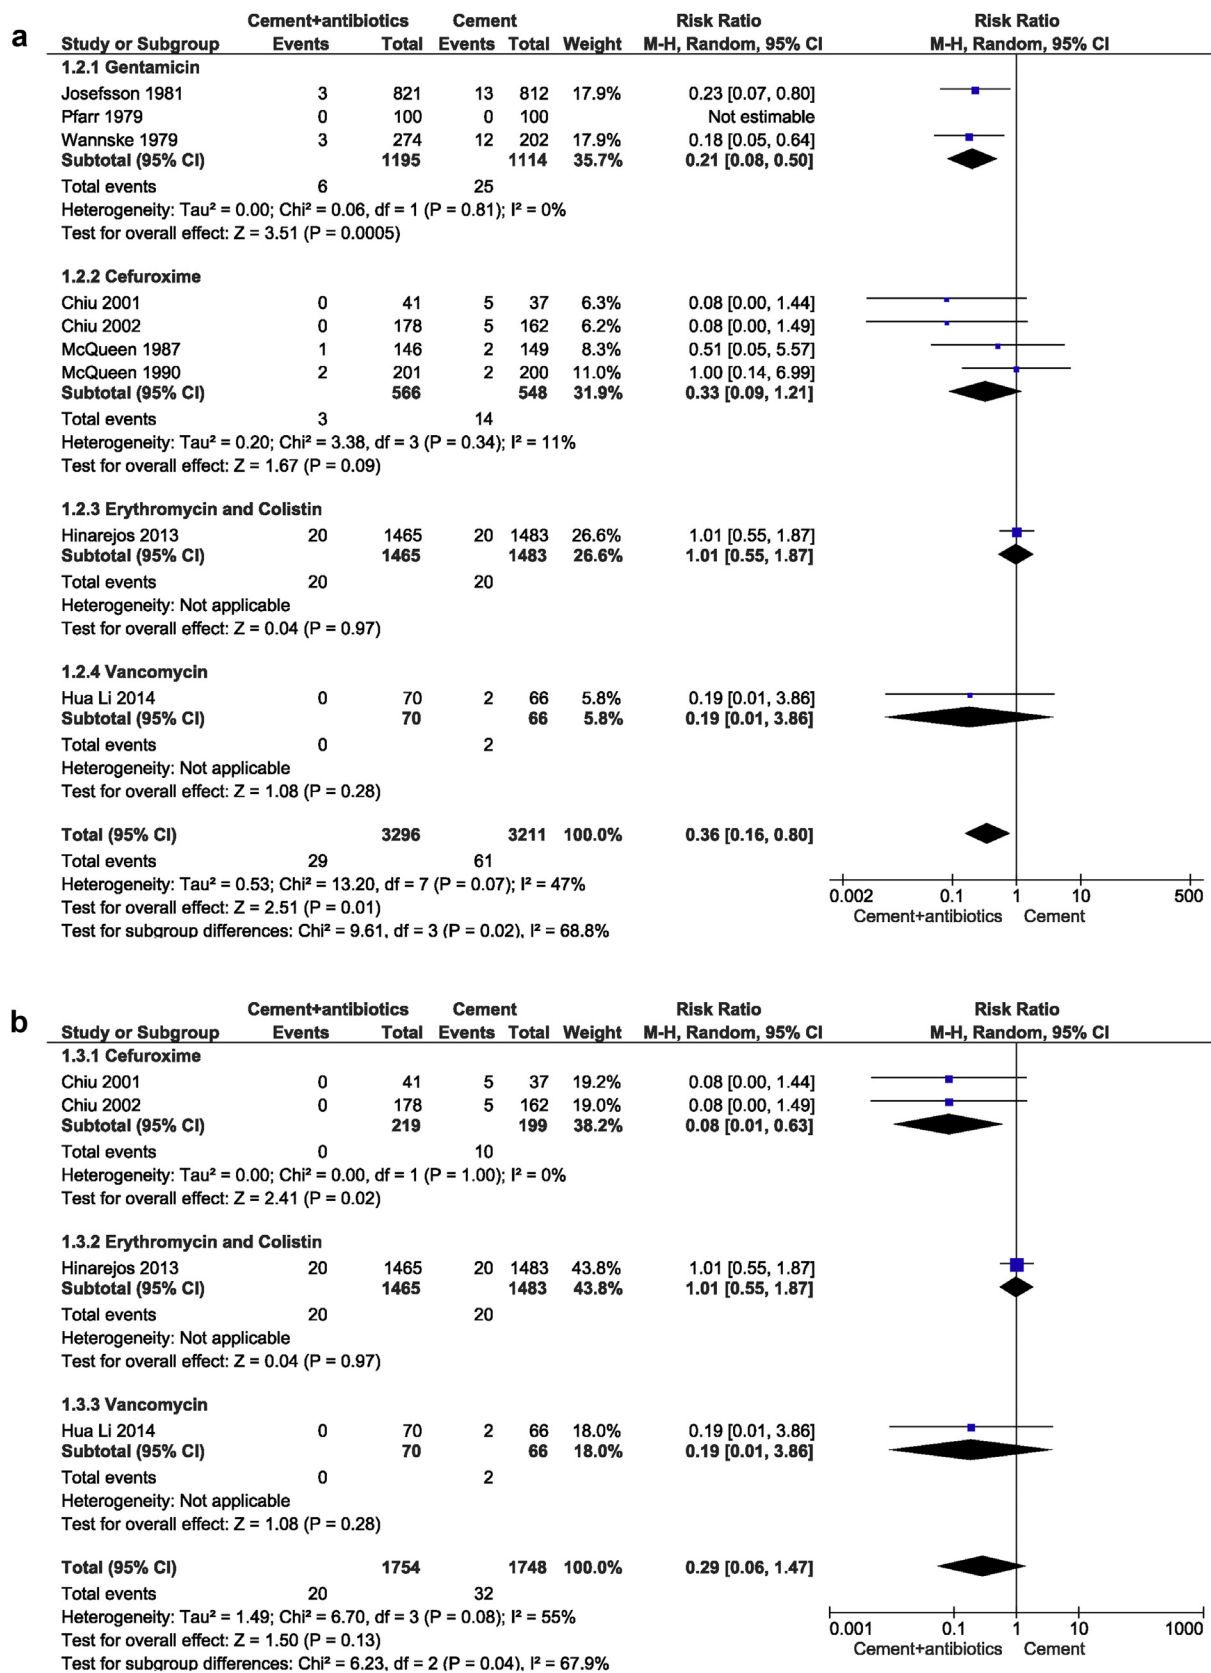 a
Cement+antibiotics Cement Risk Ratio Risk Ratio
Study or Subgroup Events Total Events Total Weight M-H, Random, 95% CI M-H, Random, 95% CI
1.2.1 Gentamicin
Josefsson 1981 3 821 13 812 17.9% 0.23 [0.07, 0.80]
Pfarr 1979 0 100 0 100 Not estimable
Wannske 1979 3 274 12 202 17.9% 0.18 [0.05, 0.64]
Subtotal (95% CI) 1195 1114 35.7% 0.21 [0.08, 0.50]
Total events 6 25
Heterogeneity: Tau² = 0.00; Chi² = 0.06, df = 1 (P = 0.81); I² = 0%
Test for overall effect: Z = 3.51 (P = 0.0005)
1.2.2 Cefuroxime
Chiu 2001 0 41 5 37 6.3% 0.08 [0.00, 1.44]
Chiu 2002 0 178 5 162 6.2% 0.08 [0.00, 1.49]
McQueen 1987 1 146 2 149 8.3% 0.51 [0.05, 5.57]
McQueen 1990 2 201 2 200 11.0% 1.00 [0.14, 6.99]
Subtotal (95% CI) 566 548 31.9% 0.33 [0.09, 1.21]
Total events 3 14
Heterogeneity: Tau² = 0.20; Chi² = 3.38, df = 3 (P = 0.34); I² = 11%
Test for overall effect: Z = 1.67 (P = 0.09)
1.2.3 Erythromycin and Colistin
Hinarejos 2013 20 1465 20 1483 26.6% 1.01 [0.55, 1.87]
Subtotal (95% CI) 1465 1483 26.6% 1.01 [0.55, 1.87]
Total events 20 20
Heterogeneity: Not applicable
Test for overall effect: Z = 0.04 (P = 0.97)
1.2.4 Vancomycin
Hua Li 2014 0 70 2 66 5.8% 0.19 [0.01, 3.86]
Subtotal (95% CI) 70 66 5.8% 0.19 [0.01, 3.86]
Total events 0 2
Heterogeneity: Not applicable
Test for overall effect: Z = 1.08 (P = 0.28)
Total (95% CI) 3296 3211 100.0% 0.36 [0.16, 0.80]
Total events 29 61
Heterogeneity: Tau² = 0.53; Chi² = 13.20, df = 7 (P = 0.07); I² = 47%
Test for overall effect: Z = 2.51 (P = 0.01)
Test for subgroup differences: Chi² = 9.61, df = 3 (P = 0.02), I² = 68.8%
0.002 0.1 1 10 500
Cement+antibiotics Cement
b
Cement+antibiotics Cement Risk Ratio Risk Ratio
Study or Subgroup Events Total Events Total Weight M-H, Random, 95% CI M-H, Random, 95% CI
1.3.1 Cefuroxime
Chiu 2001 0 41 5 37 19.2% 0.08 [0.00, 1.44]
Chiu 2002 0 178 5 162 19.0% 0.08 [0.00, 1.49]
Subtotal (95% CI) 219 199 38.2% 0.08 [0.01, 0.63]
Total events 0 10
Heterogeneity: Tau² = 0.00; Chi² = 0.00, df = 1 (P = 1.00); I² = 0%
Test for overall effect: Z = 2.41 (P = 0.02)
1.3.2 Erythromycin and Colistin
Hinarejos 2013 20 1465 20 1483 43.8% 1.01 [0.55, 1.87]
Subtotal (95% CI) 1465 1483 43.8% 1.01 [0.55, 1.87]
Total events 20 20
Heterogeneity: Not applicable
Test for overall effect: Z = 0.04 (P = 0.97)
1.3.3 Vancomycin
Hua Li 2014 0 70 2 66 18.0% 0.19 [0.01, 3.86]
Subtotal (95% CI) 70 66 18.0% 0.19 [0.01, 3.86]
Total events 0 2
Heterogeneity: Not applicable
Test for overall effect: Z = 1.08 (P = 0.28)
Total (95% CI) 1754 1748 100.0% 0.29 [0.06, 1.47]
Total events 20 32
Heterogeneity: Tau² = 1.49; Chi² = 6.70, df = 3 (P = 0.08); I² = 55%
Test for overall effect: Z = 1.50 (P = 0.13)
Test for subgroup differences: Chi² = 6.23, df = 2 (P = 0.04), I² = 67.9%
0.001 0.1 1 10 1000
Cement+antibiotics Cement